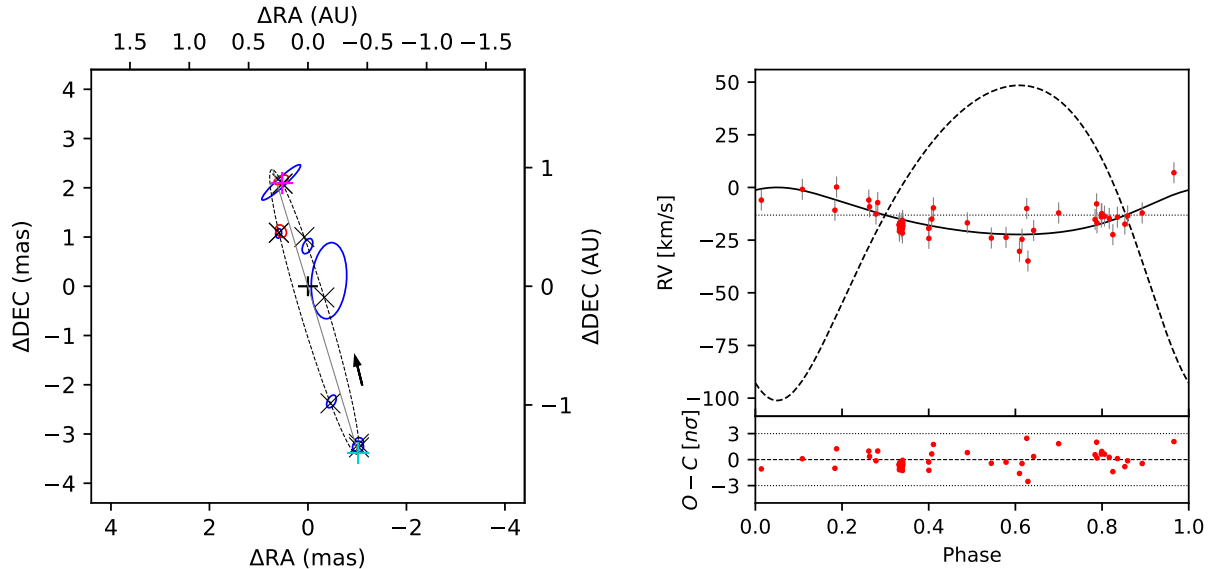 ΔRA (AU)
1.5 1.0 0.5 0.0 −0.5 −1.0 −1.5
4
3
2
1
0
−1
−2
−3
−4
ΔDEC (mas)
1
0
−1
ΔDEC (AU)
4 2 0 −2 −4
ΔRA (mas)
50
25
0
−25
−50
−75
−100
RV [km/s]
3
0
−3
O − C [nσ]
0.0 0.2 0.4 0.6 0.8 1.0
Phase